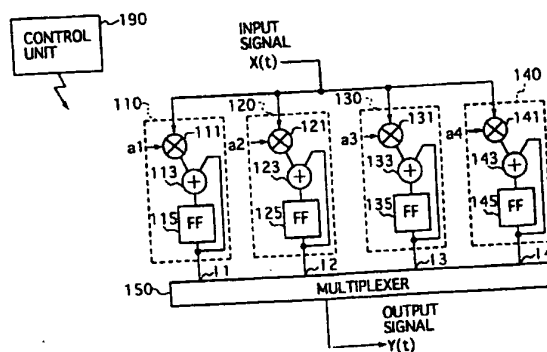 190
CONTROL
UNIT
INPUT
SIGNAL
X(t)
110
120
130
140
111
121
131
141
a1
a2
a3
a4
113
123
133
143
115
125
135
145
FF
FF
FF
FF
11
12
13
14
150
MULTIPLEXER
OUTPUT
SIGNAL
Y(t)